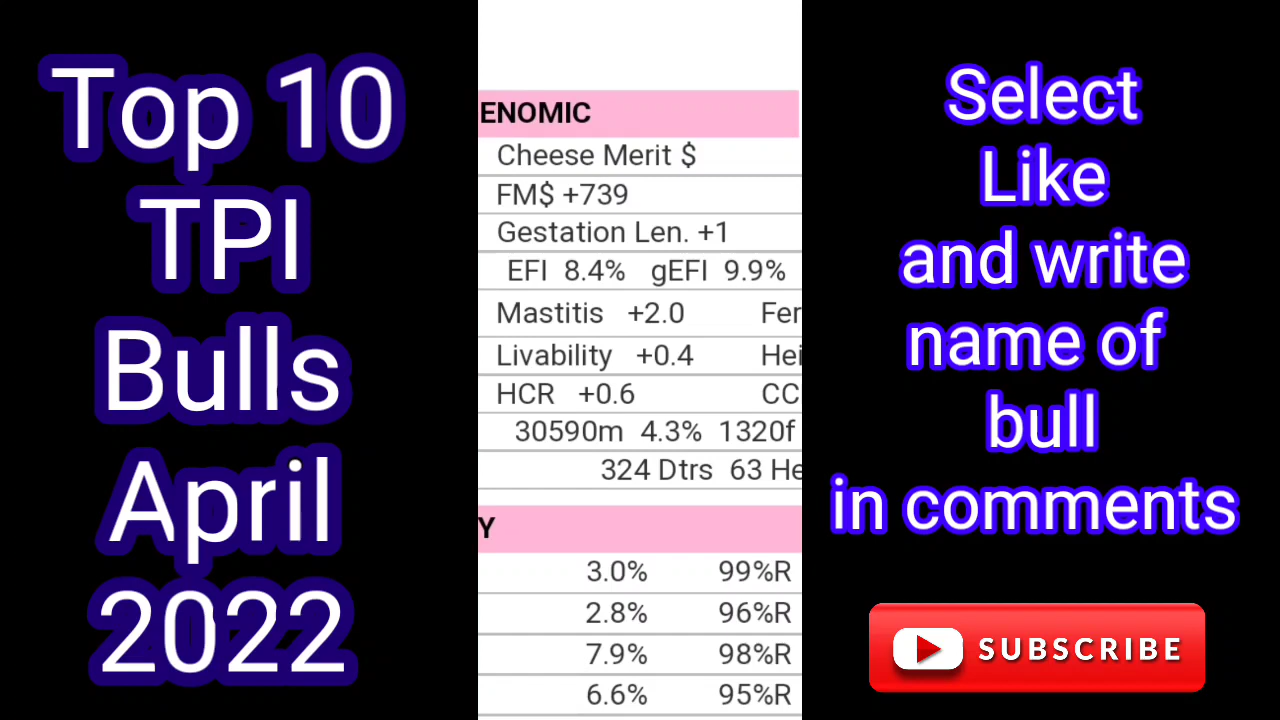 Top 10
TPI
Bulls
April
2022
ENOMIC
Cheese Merit $
FM$ +739
Gestation Len. +1
EFI 8.4% gEFI 9.9%
Mastitis +2.0 Fer
Livability +0.4 Hei
HCR +0.6 CC
30590m 4.3% 1320f
324 Dtrs 63 He
Y
3.0% 99%R
2.8% 96%R
7.9% 98%R
6.6% 95%R
Select
Like
and write
name of
bull
in comments
SUBSCRIBE